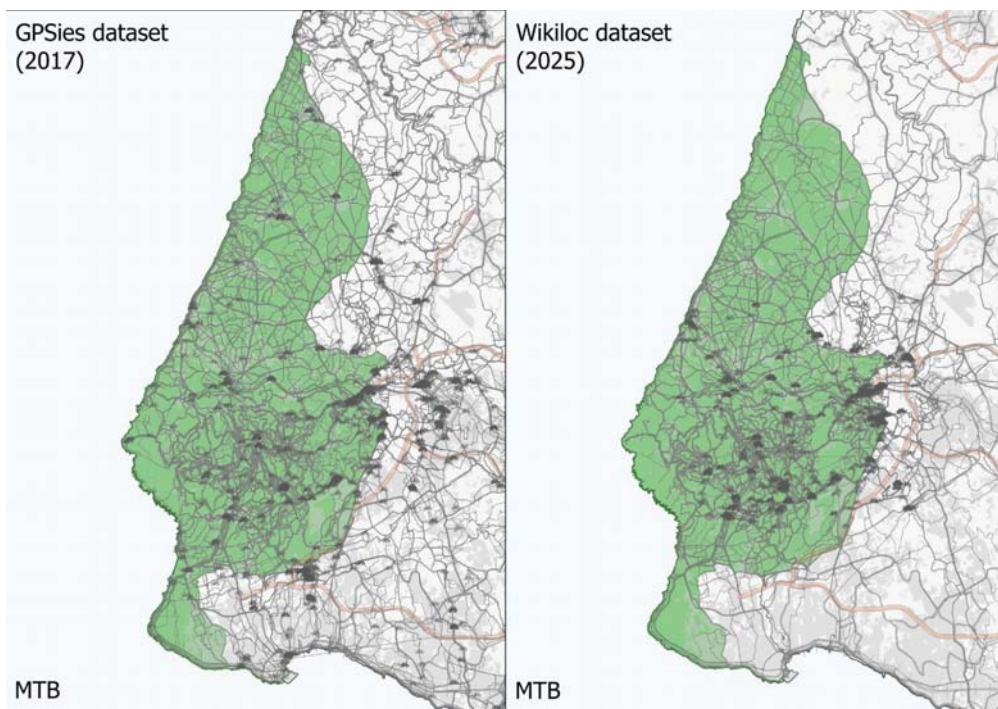 GPSies dataset
(2017)
MTB
Wikiloc dataset
(2025)
MTB